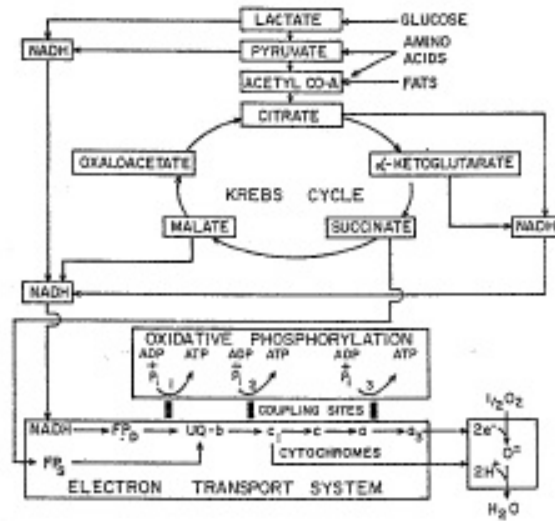 LACTATE GLUCOSE
NADH PYRUVATE AMINO
ACIDS
ACETYL CO-A FATS
CITRATE
OXALOACETATE α-KETOGLUTARATE
KREBS CYCLE
MALATE SUCCINATE NADH
NADH
OXIDATIVE PHOSPHORYLATION
ADP ATP ADP ATP ADP ATP
+ + +
Pi 1 Pi 2 Pi 3
COUPLING SITES 1/2O2
NADH FPD UQ-b c1 c a a3 2e- O=
CYTOCHROMES
FPS 2H
ELECTRON TRANSPORT SYSTEM
H2O